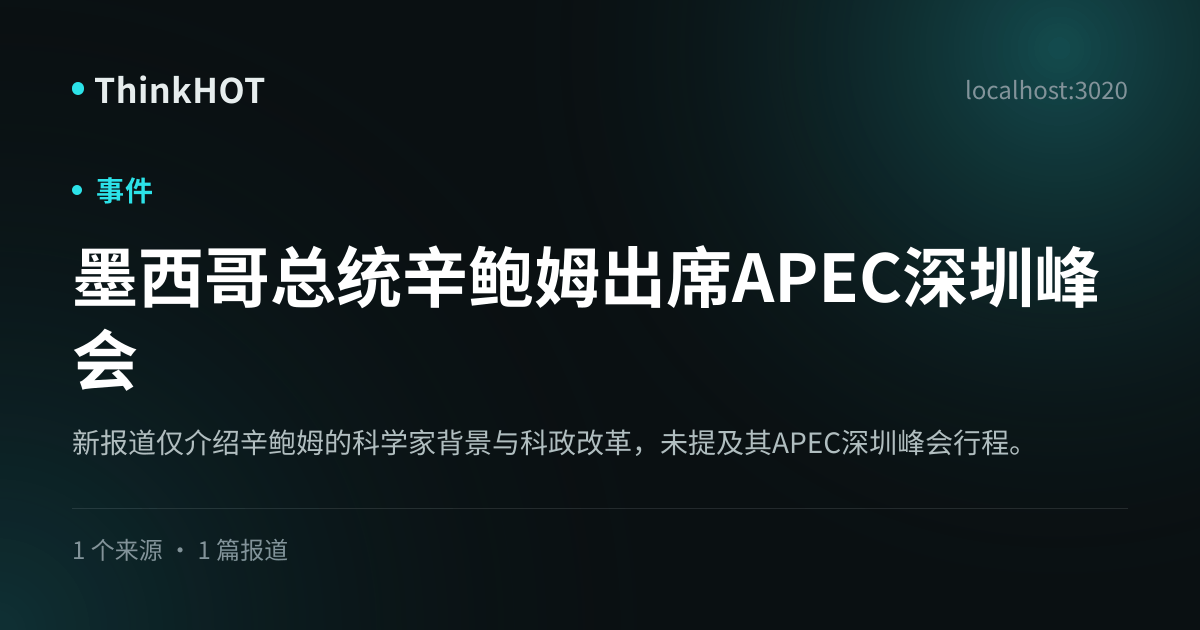 ThinkHOT
localhost:3020
事件
墨西哥总统辛鲍姆出席APEC深圳峰
会
新报道仅介绍辛鲍姆的科学家背景与科政改革，未提及其APEC深圳峰会行程。
1 个来源 · 1 篇报道